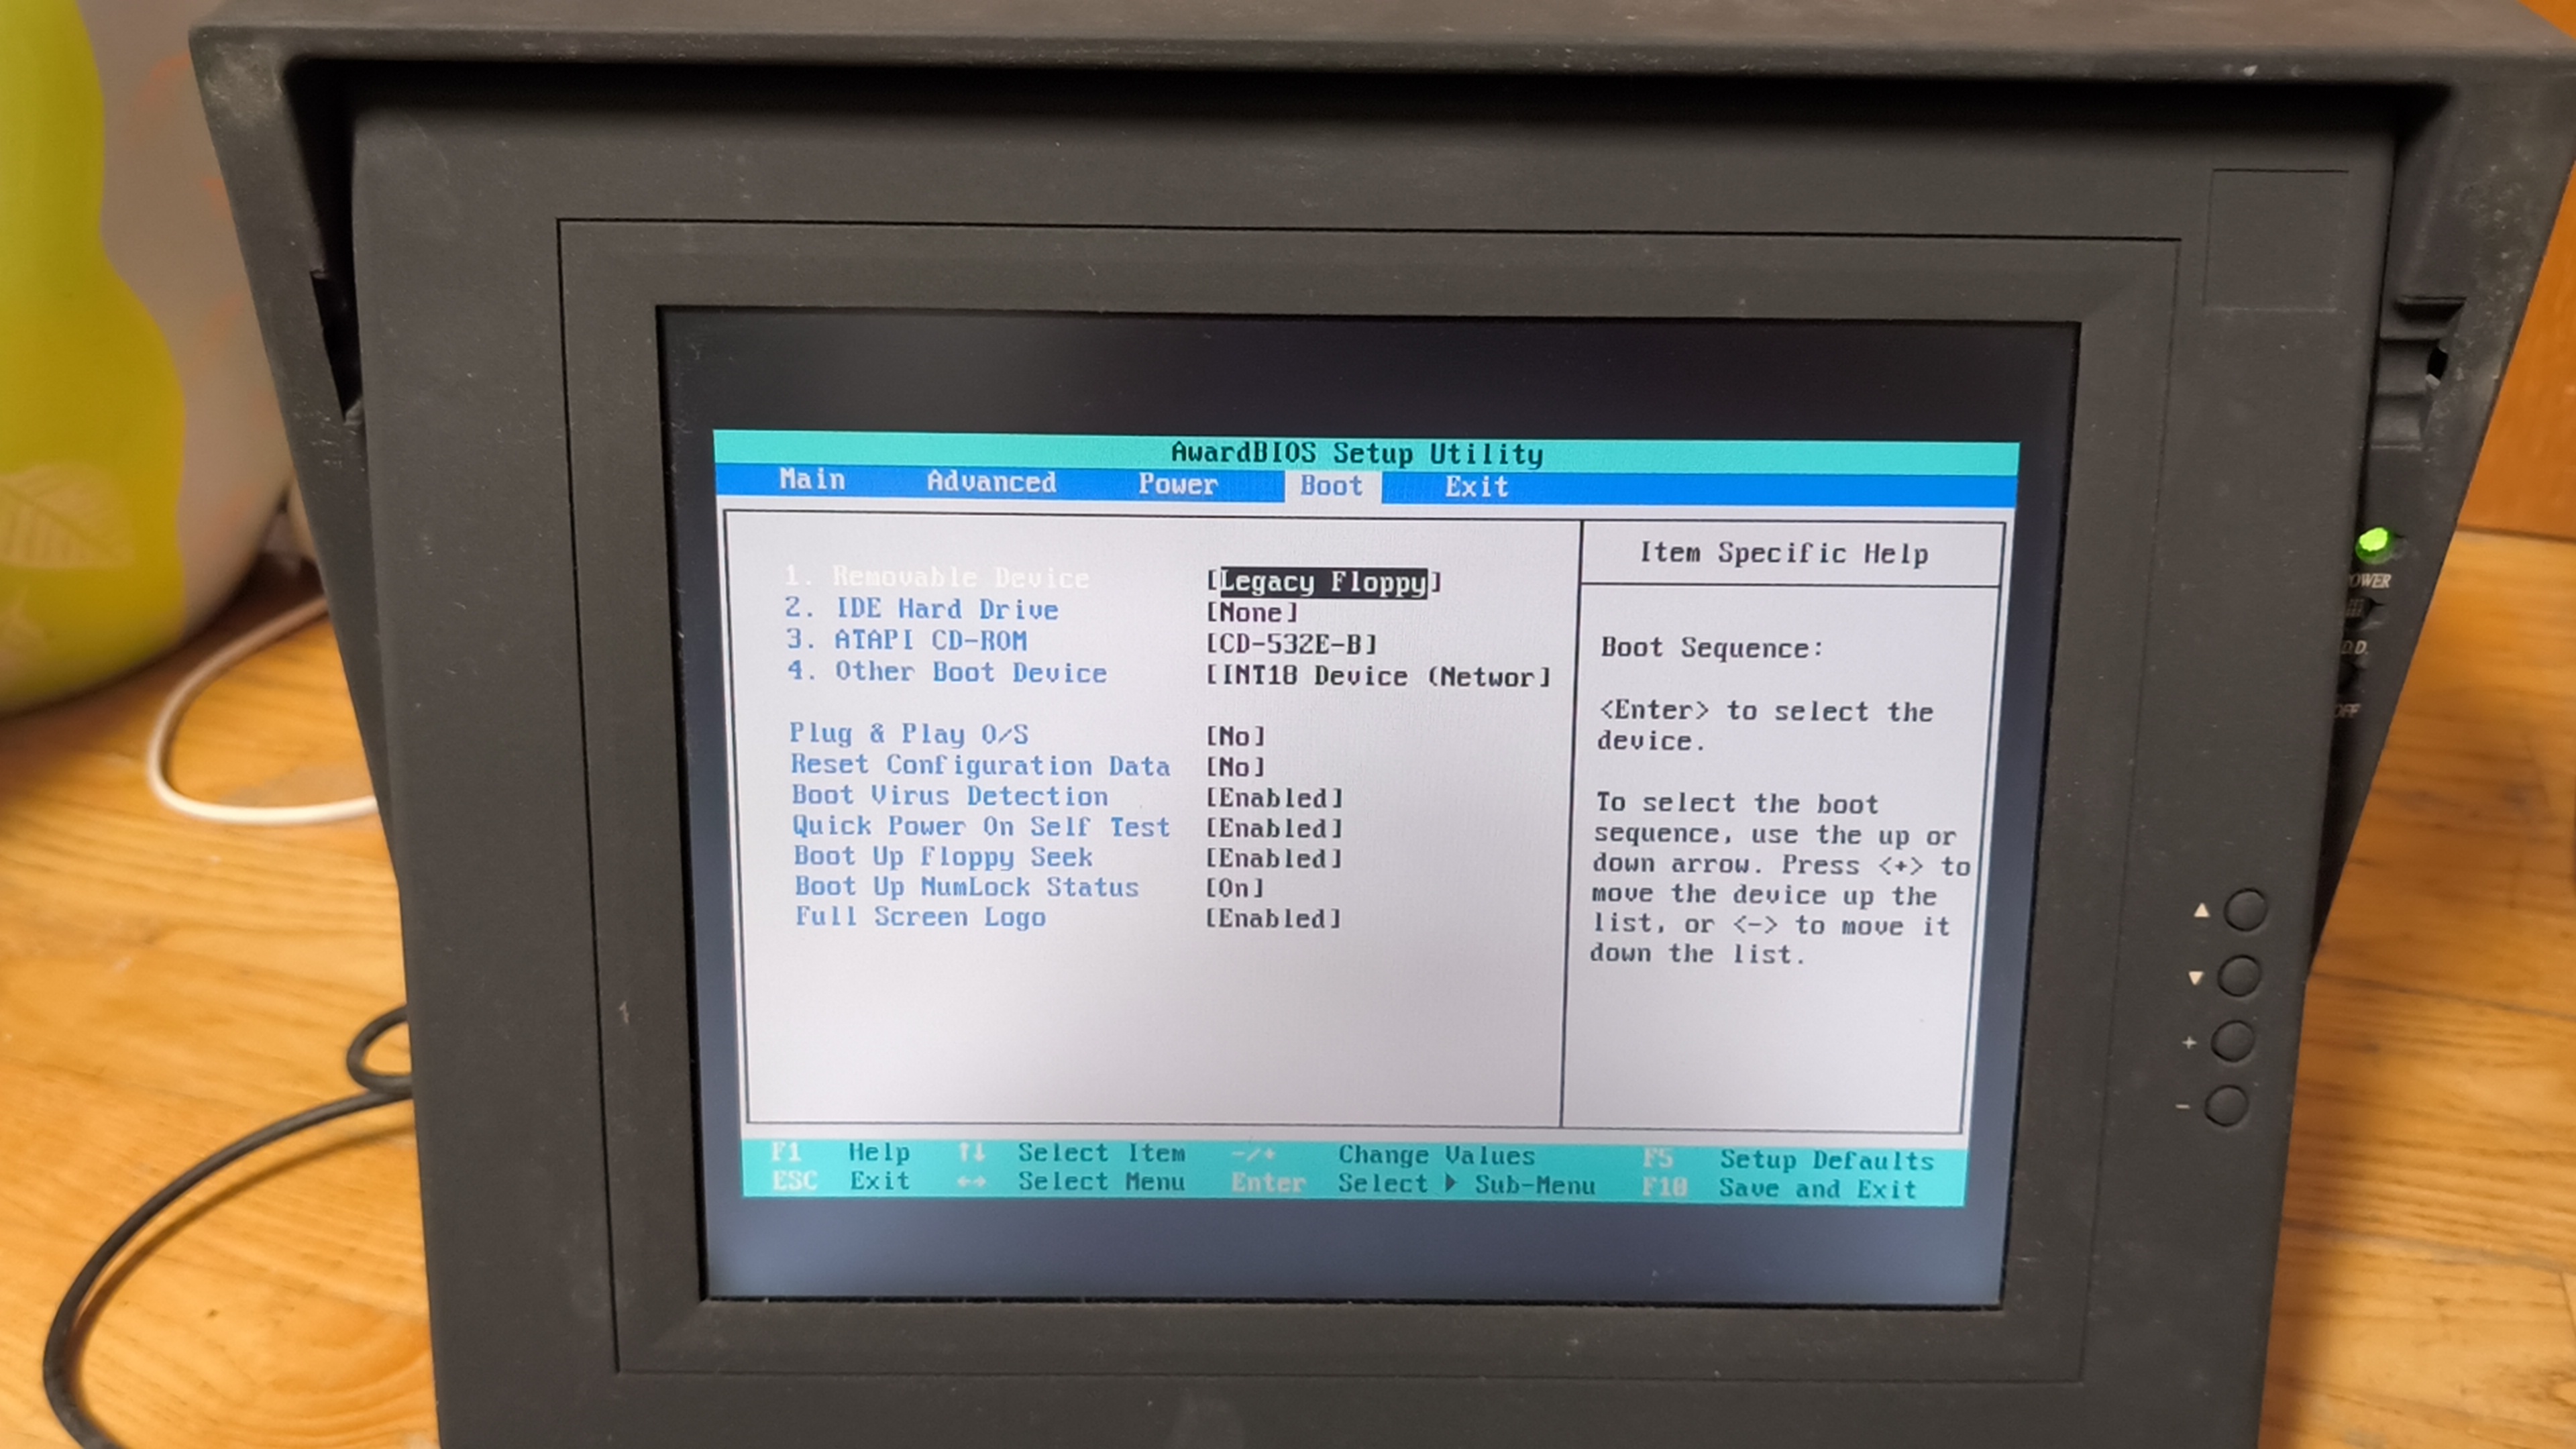 AwardBIOS Setup Utility
Main Advanced Power Boot Exit
Item Specific Help
1. Removable Device [Legacy Floppy]
2. IDE Hard Drive [None]
3. ATAPI CD-ROM [CD-532E-B]
4. Other Boot Device [INT18 Device (Networ]
Plug & Play O/S [No]
Reset Configuration Data [No]
Boot Virus Detection [Enabled]
Quick Power On Self Test [Enabled]
Boot Up Floppy Seek [Enabled]
Boot Up NumLock Status [On]
Full Screen Logo [Enabled]
Boot Sequence:
<Enter> to select the
device.
To select the boot
sequence, use the up or
down arrow. Press <+> to
move the device up the
list, or <-> to move it
down the list.
F1 Help ↑↓ Select Item -/+ Change Values F5 Setup Defaults
ESC Exit ←→ Select Menu Enter Select ▶ Sub-Menu F10 Save and Exit
OWER
D.D.
OFF
▲
▼
+
-